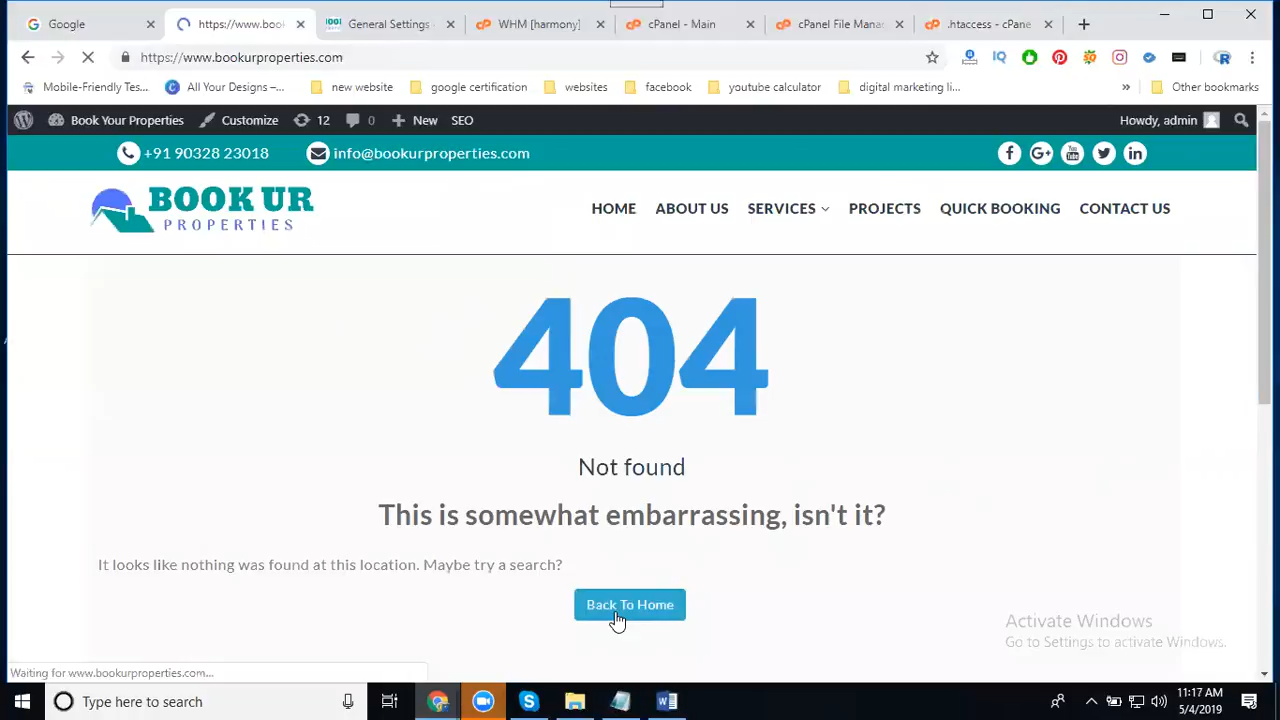 Google
https://www.boo
General Settings
WHM [harmony]
cPanel - Main
cPanel File Mana
.htaccess - cPane
https://www.bookurproperties.com
Mobile-Friendly Tes...
All Your Designs –...
new website
google certification
websites
facebook
youtube calculator
digital marketing li...
»
Other bookmarks
Book Your Properties
Customize
12
0
New
SEO
Howdy, admin
+91 90328 23018
info@bookurproperties.com
BOOK UR
PROPERTIES
HOME
ABOUT US
SERVICES
PROJECTS
QUICK BOOKING
CONTACT US
404
Not found
This is somewhat embarrassing, isn't it?
It looks like nothing was found at this location. Maybe try a search?
Back To Home
Activate Windows
Go to Settings to activate Windows.
Waiting for www.bookurproperties.com...
Type here to search
11:17 AM
5/4/2019